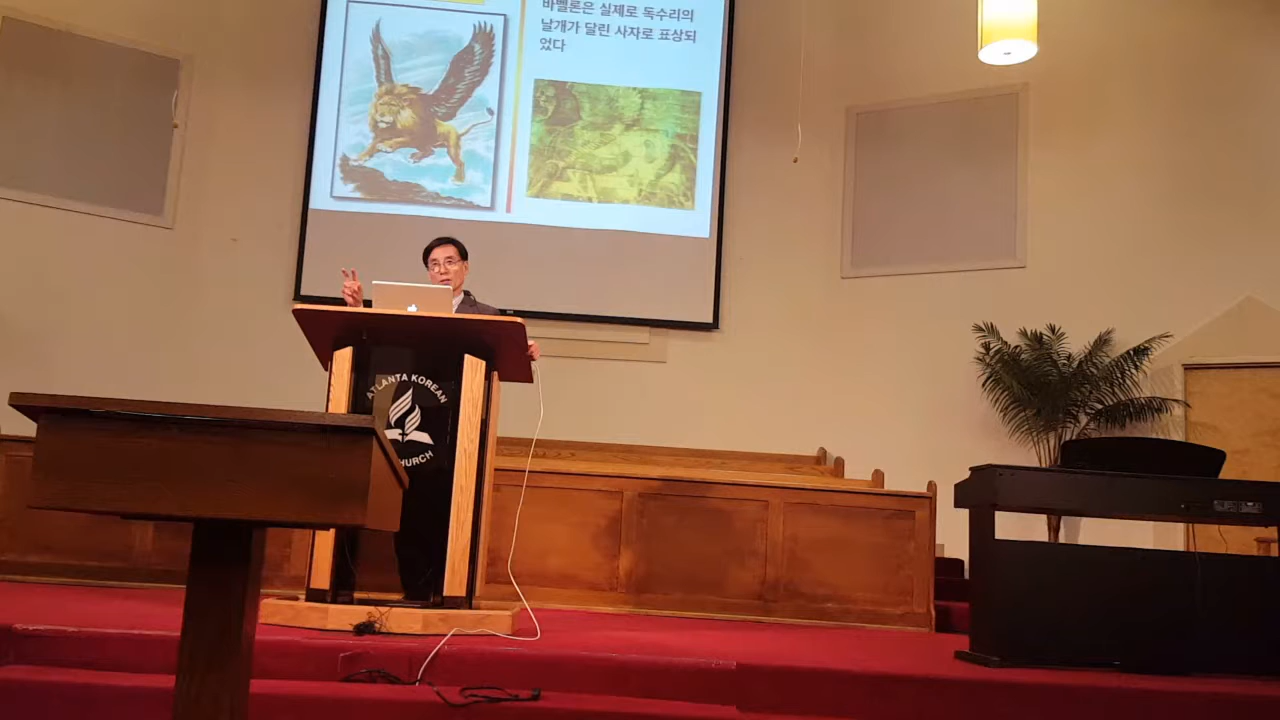 바벨론은 실제로 독수리의
날개가 달린 사자로 표상되
었다
ATLANTA KOREAN
CHURCH